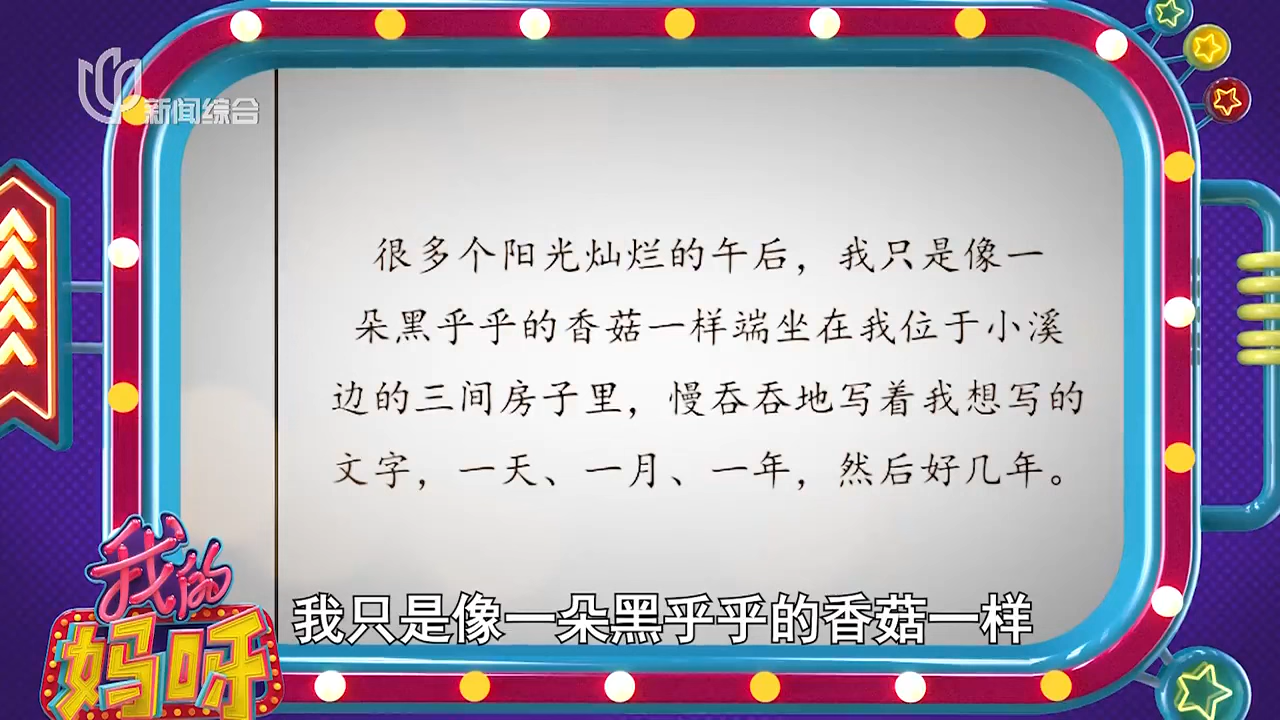 新闻综合
很多个阳光灿烂的午后，我只是像一
朵黑乎乎的香菇一样端坐在我位于小溪
边的三间房子里，慢吞吞地写着我想写的
文字，一天、一月、一年，然后好几年。
我只是像一朵黑乎乎的香菇一样
我的
妈呀